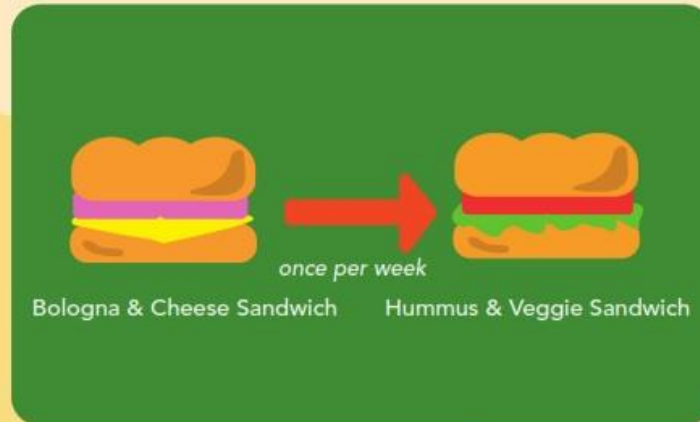 once per week
Bologna & Cheese Sandwich
Hummus & Veggie Sandwich